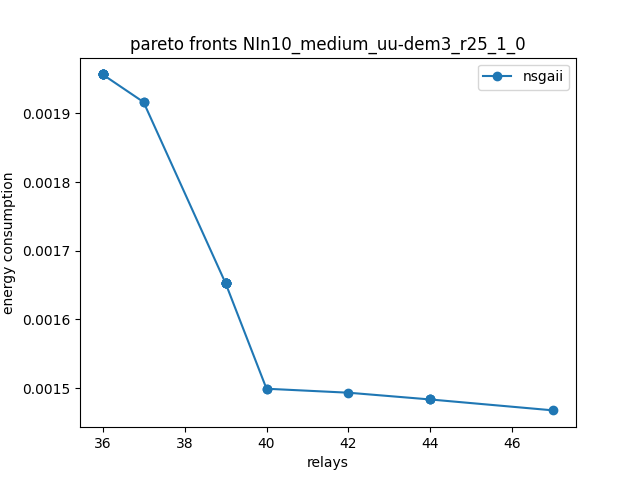 pareto fronts NIn10_medium_uu-dem3_r25_1_0
nsgaii
energy consumption
0.0019
0.0018
0.0017
0.0016
0.0015
36 38 40 42 44 46
relays